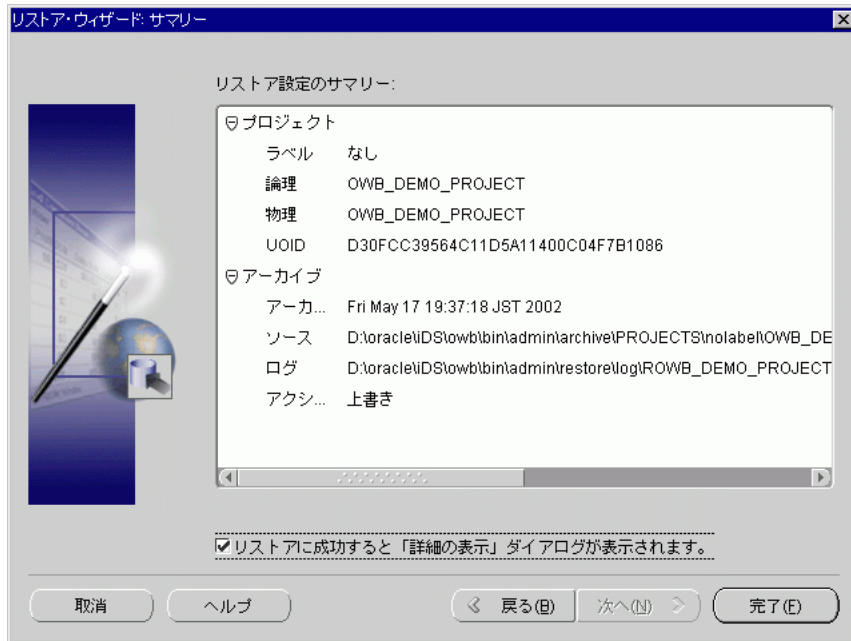 リストア・ウィザード: サマリー
リストア設定のサマリー:
プロジェクト
ラベル なし
論理 OWB_DEMO_PROJECT
物理 OWB_DEMO_PROJECT
UOID D30FCC39564C11D5A11400C04F7B1086
アーカイブ
アーカ... Fri May 17 19:37:18 JST 2002
ソース D:\oracle\iDS\owb\bin\admin\archive\PROJECTS\nolabel\OWB_DE
ログ D:\oracle\iDS\owb\bin\admin\restore\log\ROWB_DEMO_PROJECT
アクシ... 上書き
リストアに成功すると「詳細の表示」ダイアログが表示されます。
取消 ヘルプ 戻る(B) 次へ(N) 完了(F)